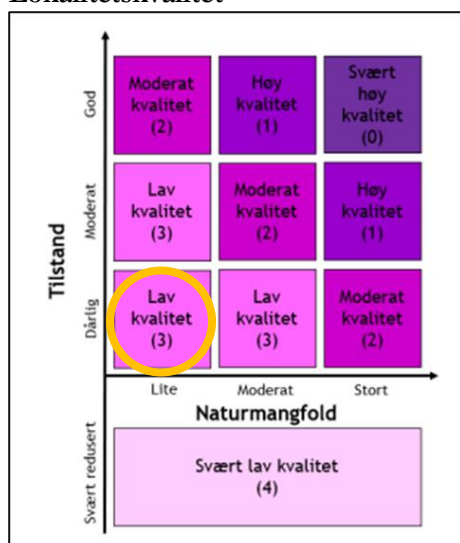 Lokalitetskvalitet
God
Moderat
kvalitet
(2)
Høy
kvalitet
(1)
Svært
høy
kvalitet
(0)
Tilstand
Moderat
Lav
kvalitet
(3)
Moderat
kvalitet
(2)
Høy
kvalitet
(1)
Dårlig
Lav
kvalitet
(3)
Lav
kvalitet
(3)
Moderat
kvalitet
(2)
Lite
Moderat
Stort
Naturmangfold
Svært redusert
Svært lav kvalitet
(4)